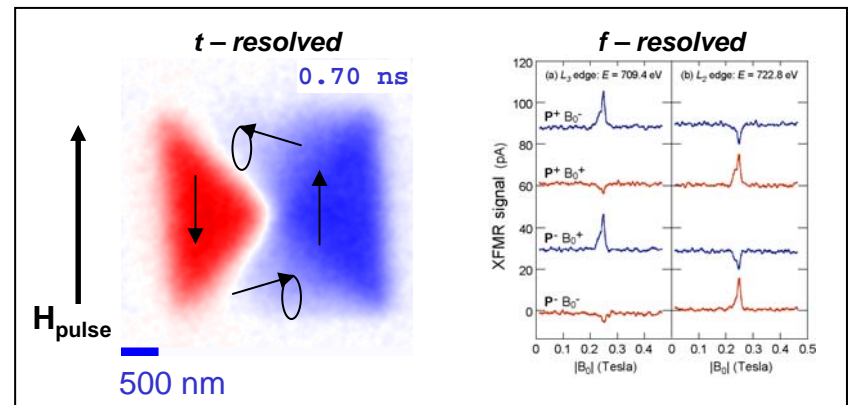 t – resolved
0.70 ns
H pulse
500 nm
f – resolved
(a) L3 edge: E = 709.4 eV
(b) L2 edge: E = 722.8 eV
XFMR signal (pA)
120
100
80
60
40
20
0
P+ B0-
P+ B0+
P- B0+
P- B0-
0 0.1 0.2 0.3 0.4 0 0.1 0.2 0.3 0.4 0.5
|B0| (Tesla) |B0| (Tesla)